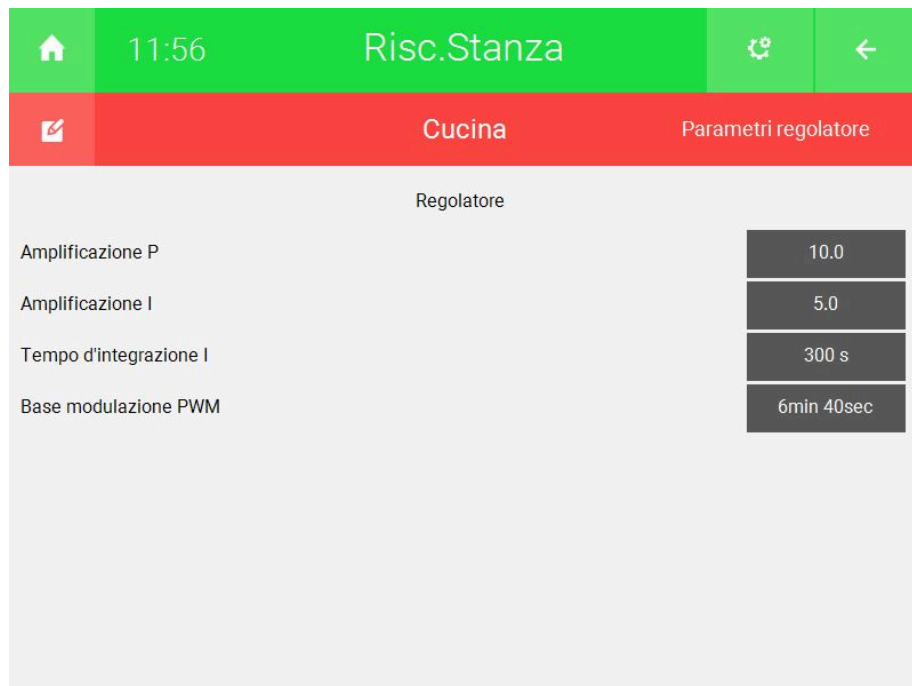 11:56 Risc.Stanza
Cucina Parametri regolatore
Regolatore
Amplificazione P 10.0
Amplificazione I 5.0
Tempo d'integrazione I 300 s
Base modulazione PWM 6min 40sec